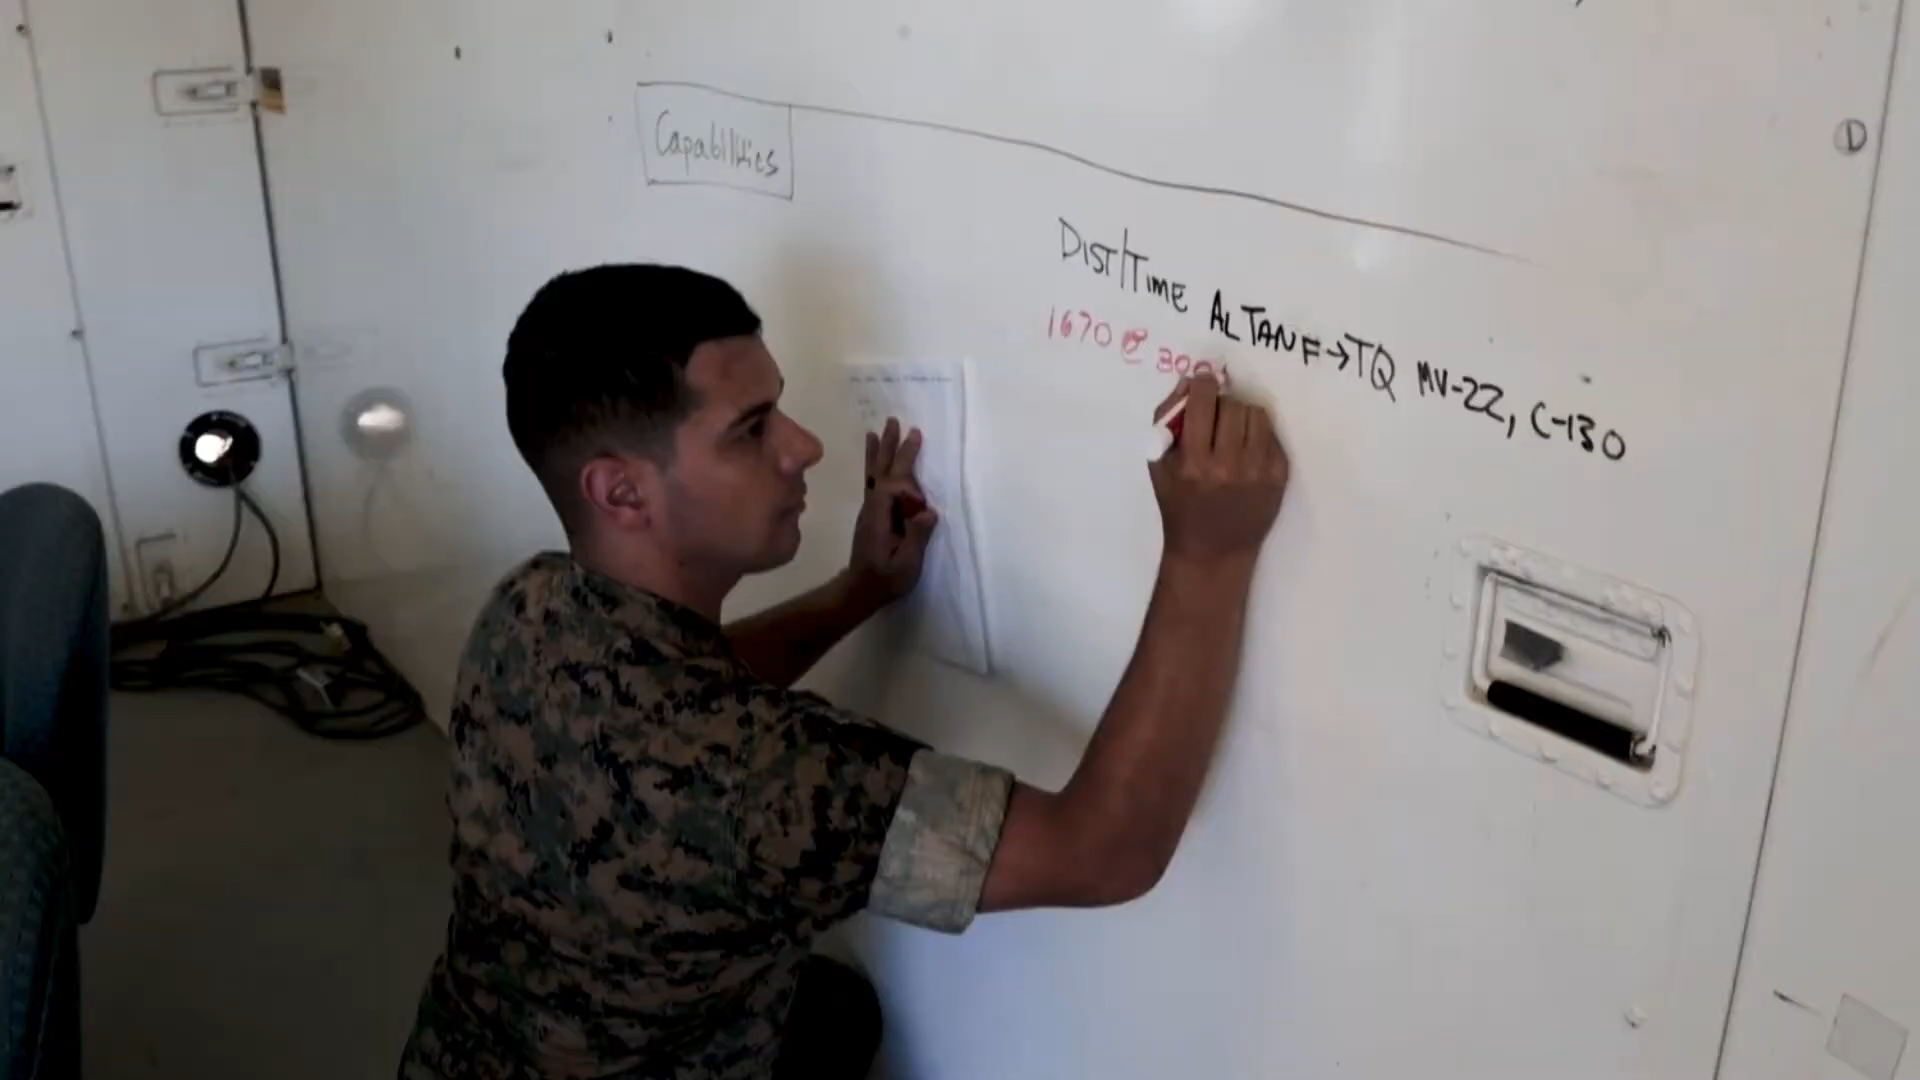 Capabilities
DIST/TIME ALTANF→TQ MV-22, C-130
1670 @ 300
D